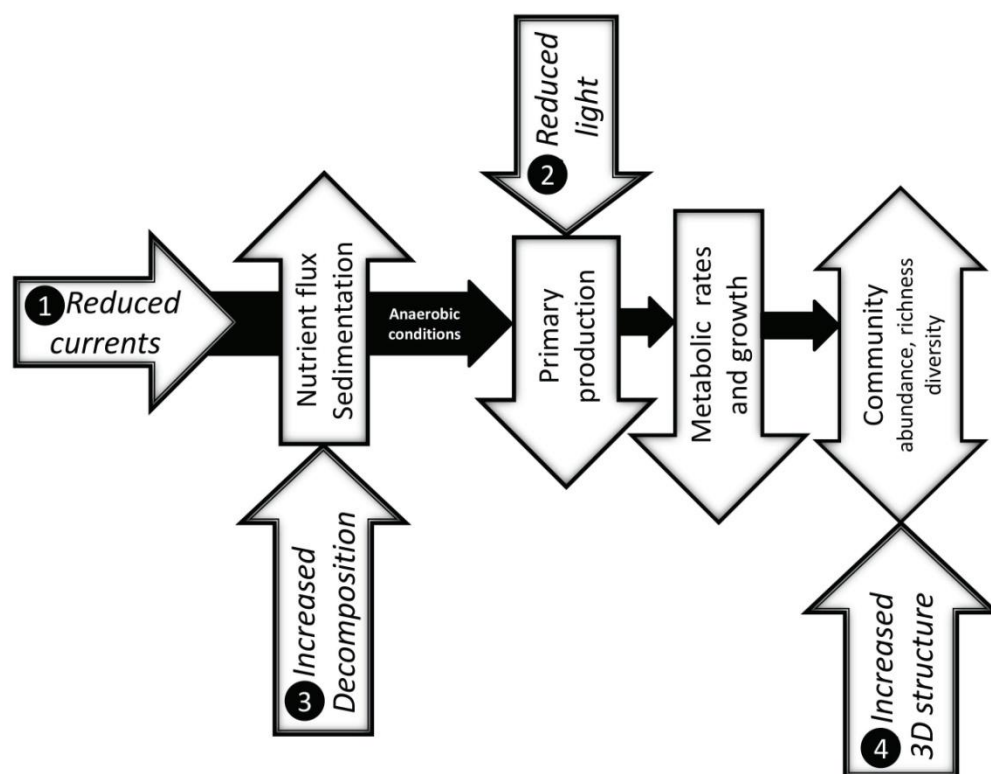 1 Reduced
currents
Nutrient flux
Sedimentation
Anaerobic
conditions
2 Reduced
light
Primary
production
Metabolic rates
and growth
Community
abundance, richness
diversity
3 Increased
Decomposition
4 Increased
3D structure